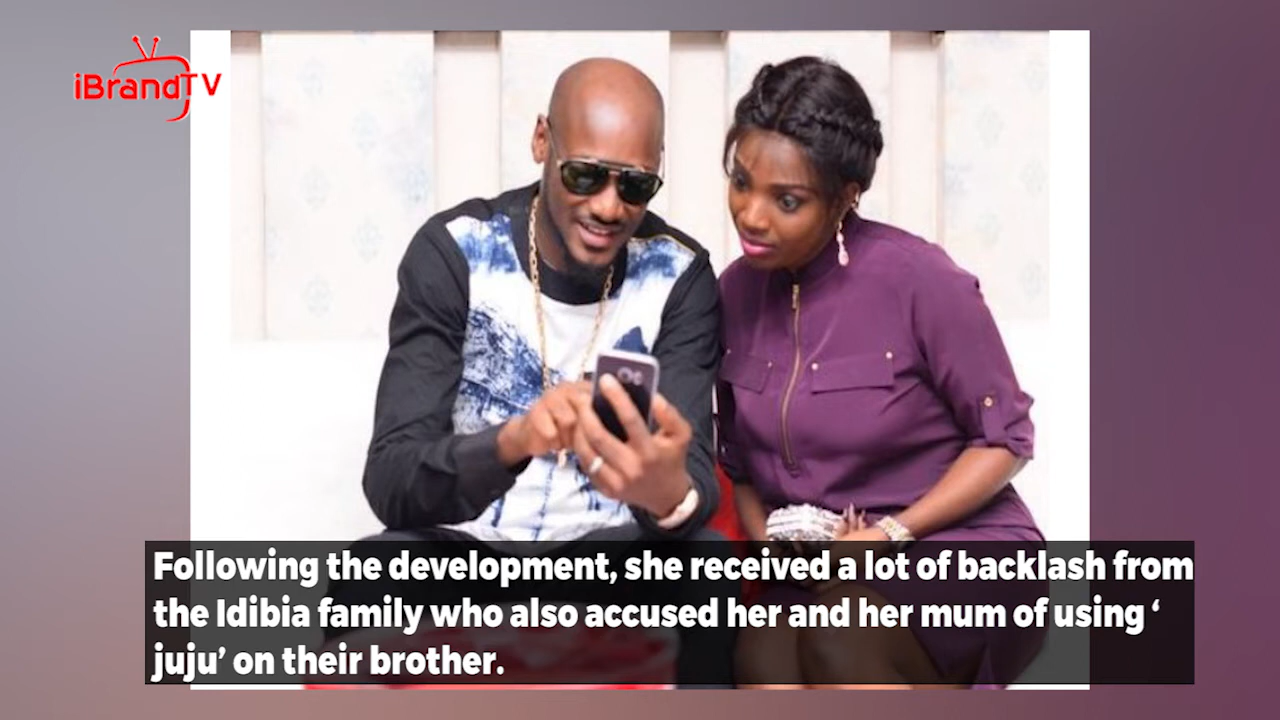 iBrandTV
Following the development, she received a lot of backlash from
the Idibia family who also accused her and her mum of using ‘
juju’ on their brother.